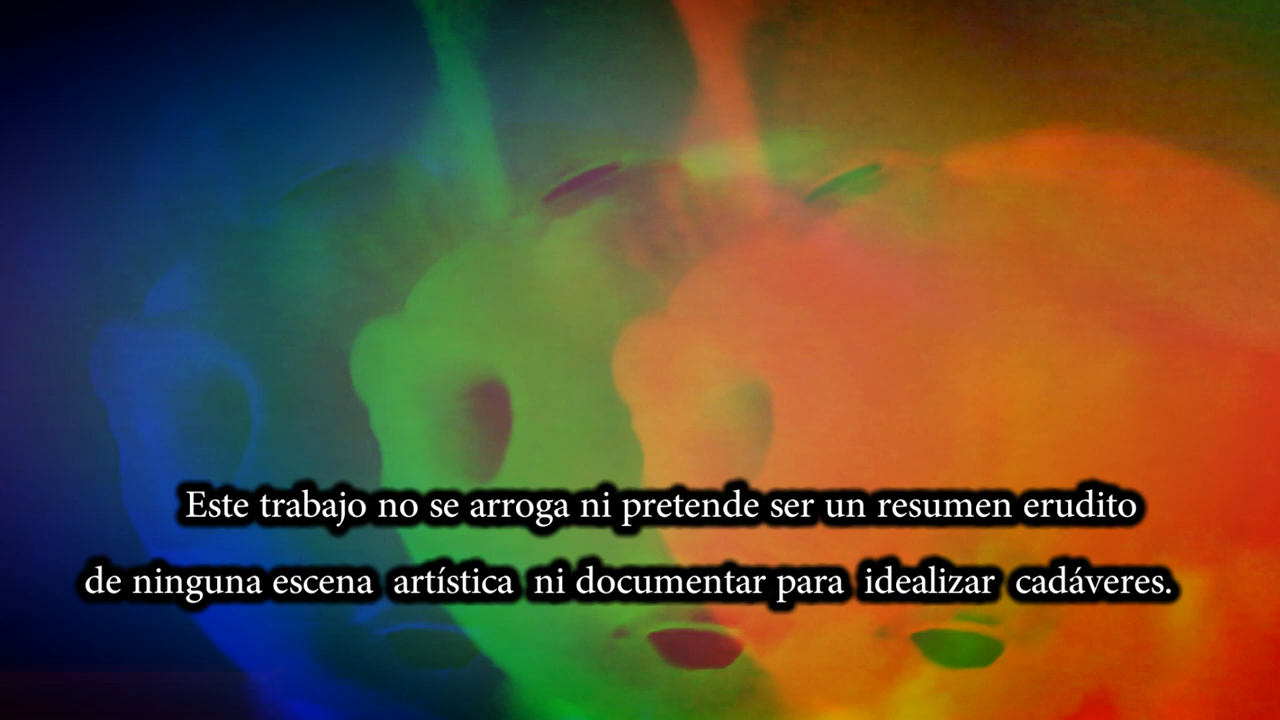 Este trabajo no se arroga ni pretende ser un resumen erudito
de ninguna escena artística ni documentar para idealizar cadáveres.